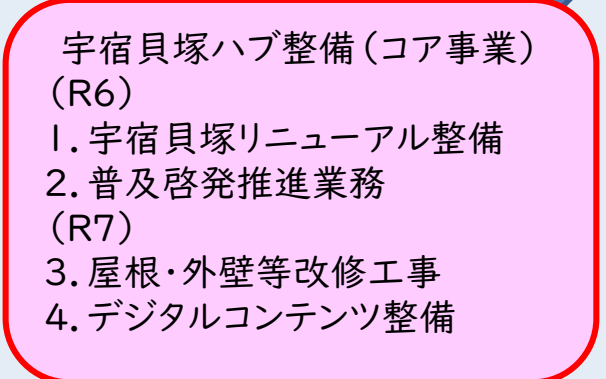 宇宿貝塚ハブ整備(コア事業)
(R6)
1.宇宿貝塚リニューアル整備
2.普及啓発推進業務
(R7)
3.屋根・外壁等改修工事
4.デジタルコンテンツ整備